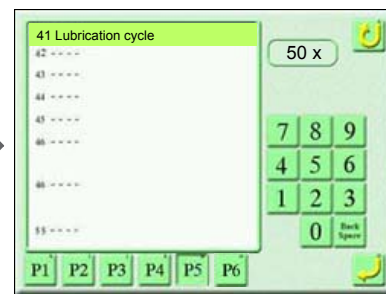 41 Lubrication cycle
50 x
42 ----
43 ----
44 ----
45 ----
46 ----
46 ----
55 ----
7 8 9
4 5 6
1 2 3
0 Back Space
P1 P2 P3 P4 P5 P6